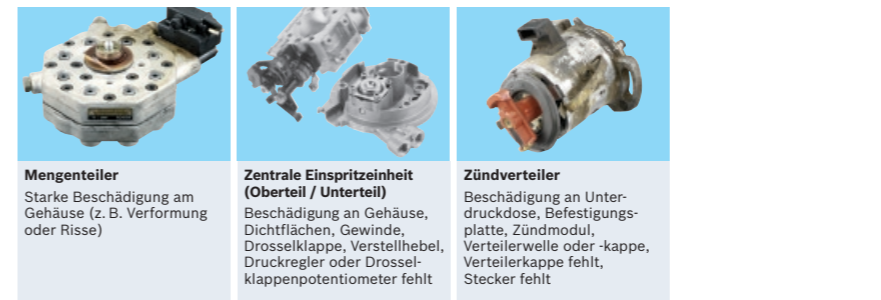 Mengenteiler
Starke Beschädigung am
Gehäuse (z. B. Verformung
oder Risse)
Zentrale Einspritzeinheit
(Oberteil / Unterteil)
Beschädigung an Gehäuse,
Dichtflächen, Gewinde,
Drosselklappe, Verstellhebel,
Druckregler oder Drossel-
klappenpotentiometer fehlt
Zündverteiler
Beschädigung an Unter-
druckdose, Befestigungs-
platte, Zündmodul,
Verteilerwelle oder -kappe,
Verteilerkappe fehlt,
Stecker fehlt